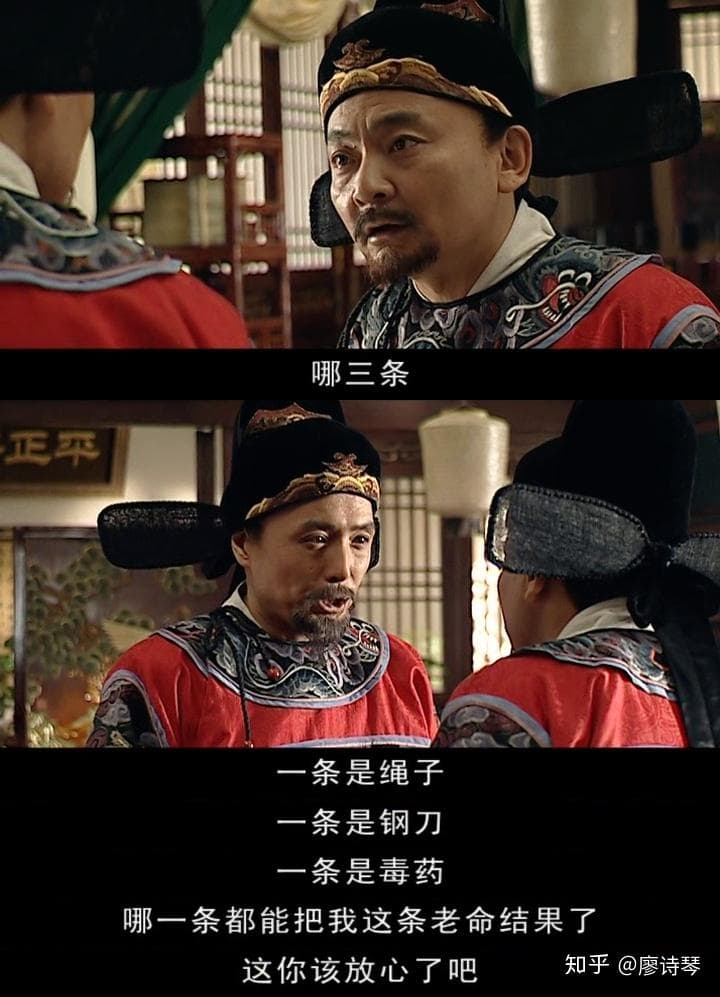 哪三条
平正
一条是绳子
一条是钢刀
一条是毒药
哪一条都能把我这条老命结果了
这你该放心了吧
知乎 @廖诗琴